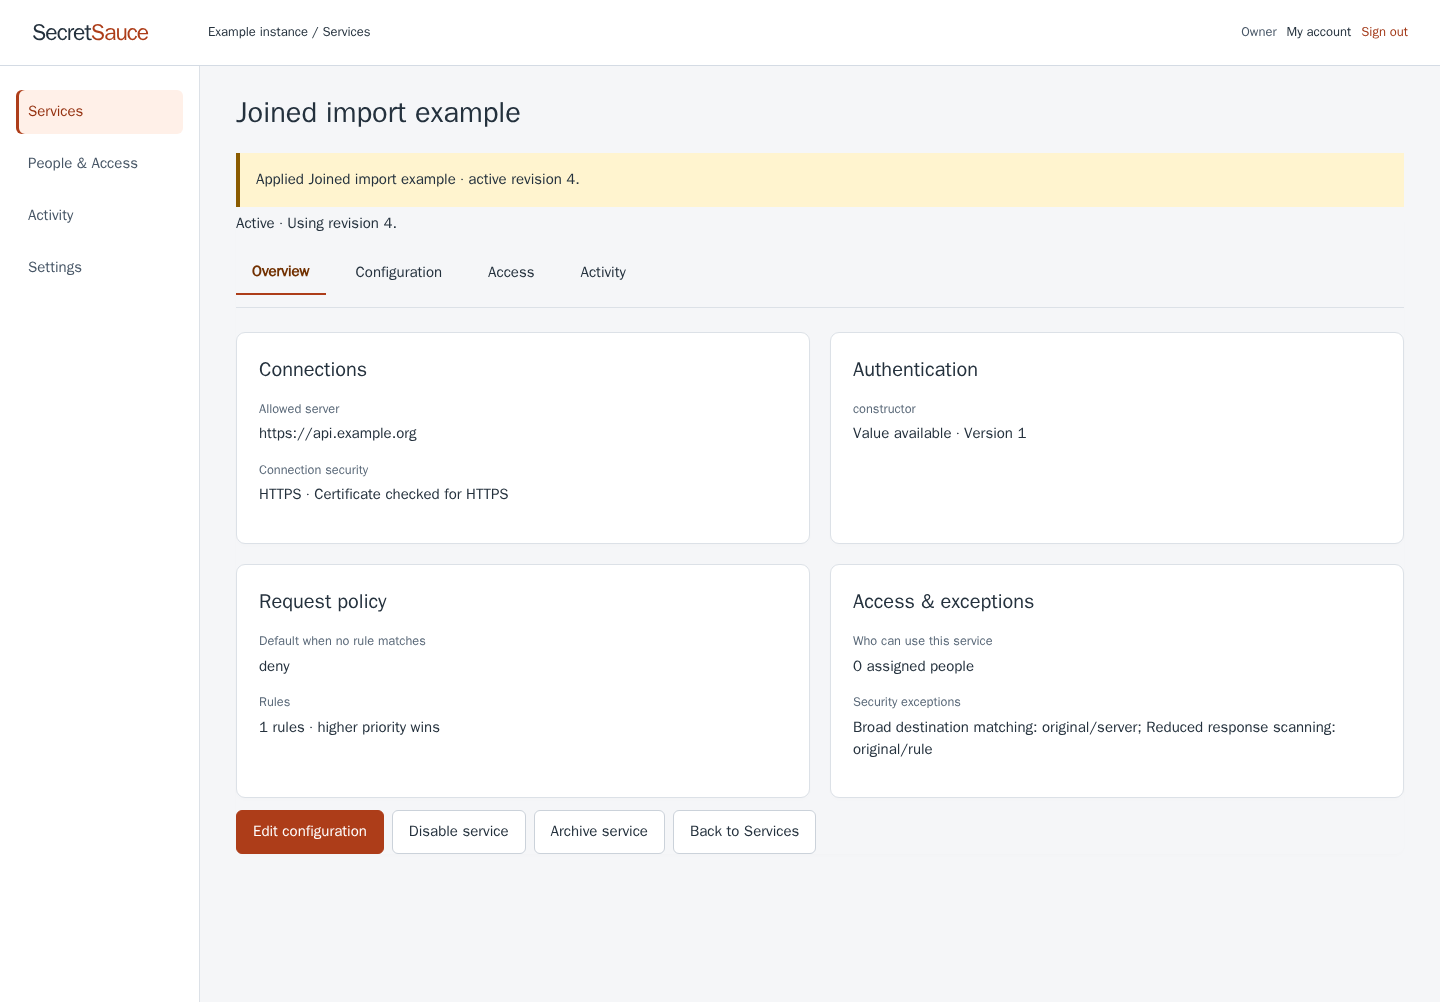 SecretSauce
Example instance / Services
Owner My account Sign out
Services
People & Access
Activity
Settings
Joined import example
Applied Joined import example · active revision 4.
Active · Using revision 4.
Overview Configuration Access Activity
Connections
Allowed server
https://api.example.org
Connection security
HTTPS · Certificate checked for HTTPS
Authentication
constructor
Value available · Version 1
Request policy
Default when no rule matches
deny
Rules
1 rules · higher priority wins
Access & exceptions
Who can use this service
0 assigned people
Security exceptions
Broad destination matching: original/server; Reduced response scanning:
original/rule
Edit configuration Disable service Archive service Back to Services